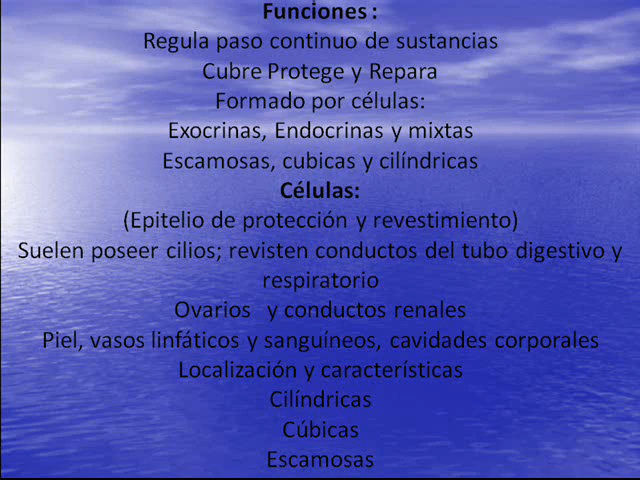 Funciones :
Regula paso continuo de sustancias
Cubre Protege y Repara
Formado por células:
Exocrinas, Endocrinas y mixtas
Escamosas, cubicas y cilíndricas
Células:
(Epitelio de protección y revestimiento)
Suelen poseer cilios; revisten conductos del tubo digestivo y
respiratorio
Ovarios y conductos renales
Piel, vasos linfáticos y sanguíneos, cavidades corporales
Localización y características
Cilíndricas
Cúbicas
Escamosas